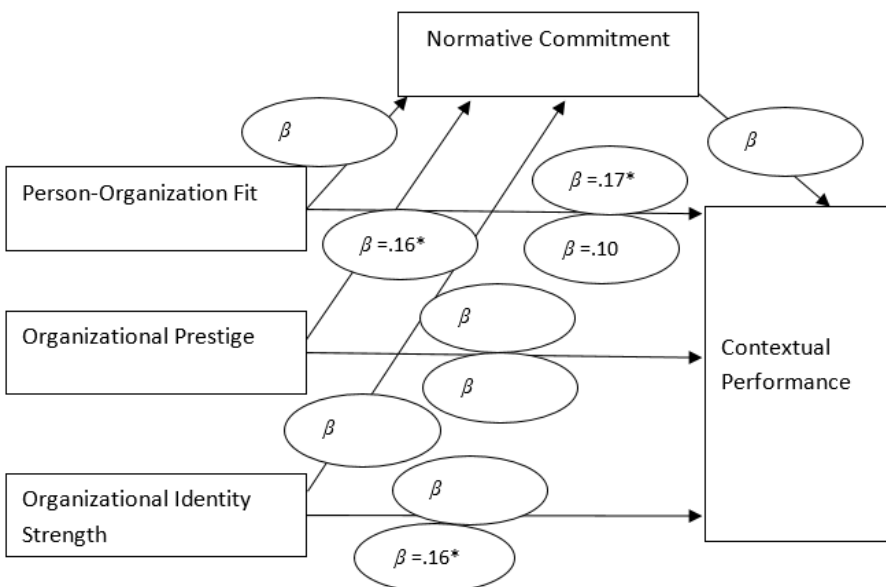 Normative Commitment
β
β
Person-Organization Fit
β =.17*
β =.16*
β =.10
Organizational Prestige
β
Contextual
Performance
β
β
Organizational Identity
Strength
β
β =.16*